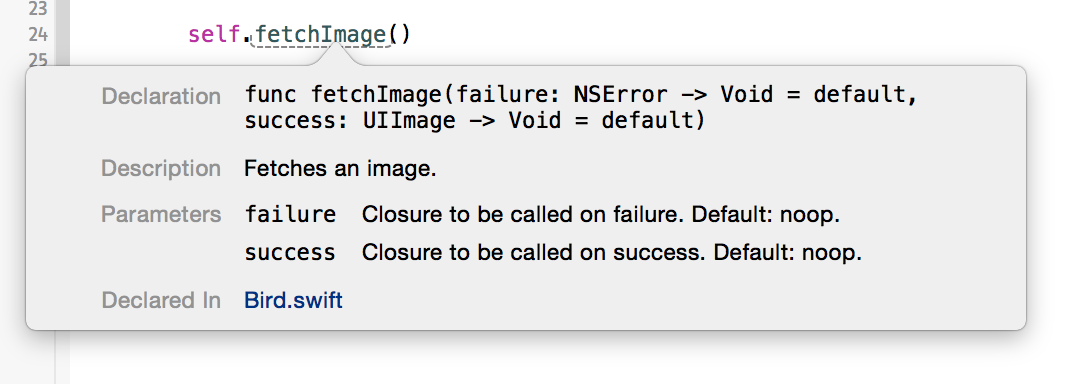 23
24 self.fetchImage()
25
Declaration func fetchImage(failure: NSError -> Void = default,
success: UIImage -> Void = default)
Description Fetches an image.
Parameters failure Closure to be called on failure. Default: noop.
success Closure to be called on success. Default: noop.
Declared In Bird.swift